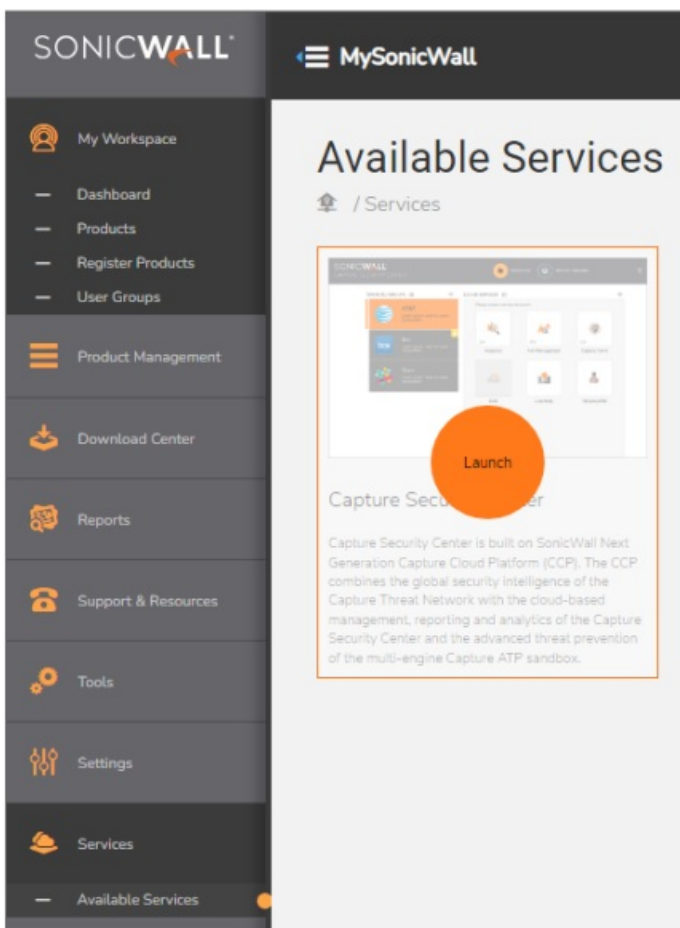 SONICWALL
MySonicWall
My Workspace
Dashboard
Products
Register Products
User Groups
Product Management
Download Center
Reports
Support & Resources
Tools
Settings
Services
Available Services
Available Services
/ Services
SONICWALL
Launch
Capture
Capture Security Center is built on SonicWall Next
Generation Capture Cloud Platform (CCP). The CCP
combines the global security intelligence of the
Capture Threat Network with the cloud-based
management, reporting and analytics of the Capture
Security Center and the advanced threat prevention
of the multi-engine Capture ATP sandbox.